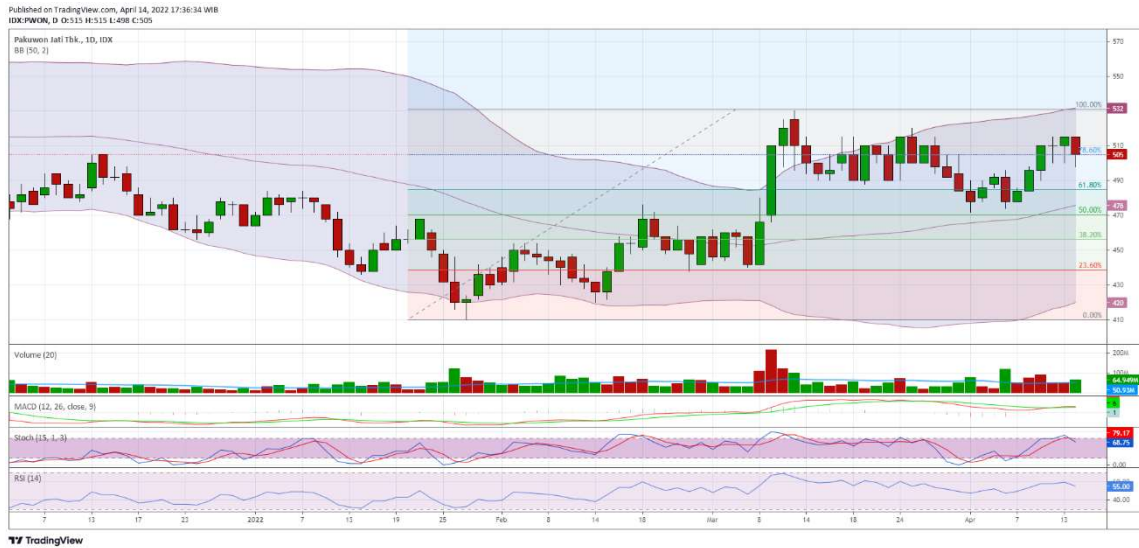 Published on TradingView.com, April 14, 2022 17:36:34 WIB
IDX:PWON, D O:515 H:515 L:498 C:505
Pakuwon Jati Tbk., 1D, IDX
BB (50, 2)
570
550
100.00%
532
510
78.60%
505
490
61.80%
476
50.00%
470
38.20%
450
23.60%
430
420
0.00%
410
Volume (20)
200M
100M
64.949M
50.93M
MACD (12, 26, close, 9)
Stoch (15, 1, 3)
79.17
68.75
0.00
RSI (14)
55.00
40.00
7 13 17 23 2022 7 13 19 25 Feb 8 14 18 Mar 8 14 18 24 Apr 7 13
TradingView